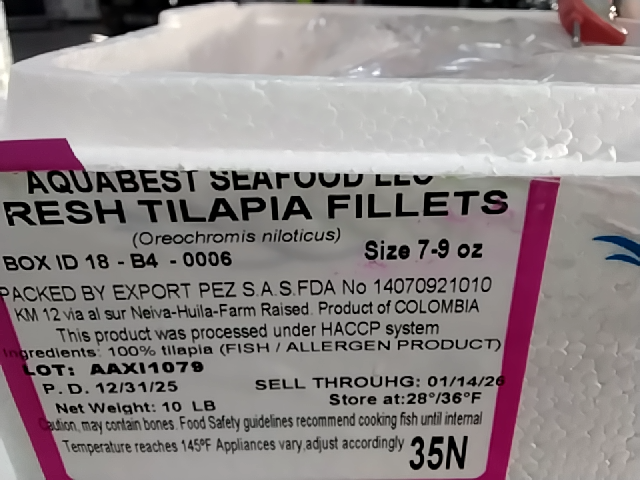 AQUABEST SEAFOOD LLC
RESH TILAPIA FILLETS
(Oreochromis niloticus)
BOX ID 18 - B4 - 0006 Size 7-9 oz
PACKED BY EXPORT PEZ S.A.S.FDA No 14070921010
KM 12 via al sur Neiva-Huila-Farm Raised. Product of COLOMBIA
This product was processed under HACCP system
Ingredients: 100% tilapia (FISH / ALLERGEN PRODUCT)
LOT: AAXI1079
P. D. 12/31/25 SELL THROUHG: 01/14/26
Net Weight: 10 LB Store at:28°/36°F
Caution, may contain bones. Food Safety guidelines recommend cooking fish until internal
Temperature reaches 145ºF Appliances vary,adjust accordingly 35N